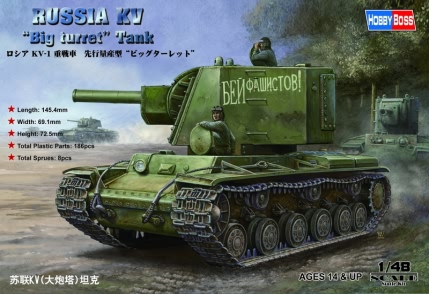 RUSSIA KV
"Big turret" Tank
ロシア KV-1 重戦車 先行量産型 "ビッグターレット"
HOBBY BOSS
Length: 145.4mm
Width: 69.1mm
Height: 72.5mm
Total Plastic Parts: 186pcs
Total Sprues: 8pcs
БЕЙ ФАШИСТОВ!
苏联KV(大炮塔)坦克
AGES 14 & UP
1/48
SCALE